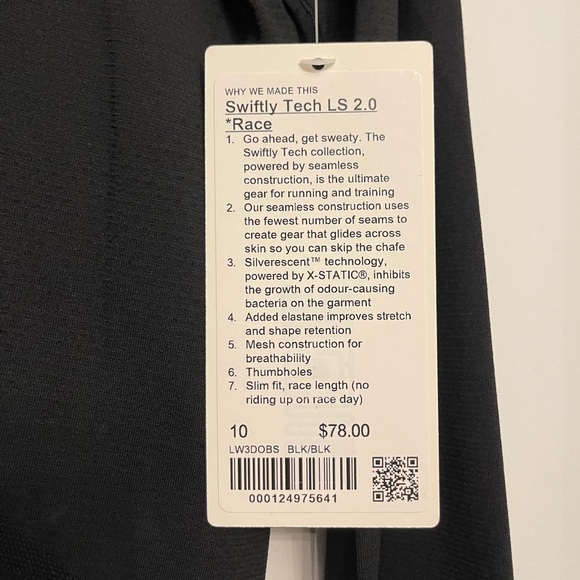 WHY WE MADE THIS
Swiftly Tech LS 2.0
*Race
1. Go ahead, get sweaty. The
Swiftly Tech collection,
powered by seamless
construction, is the ultimate
gear for running and training
2. Our seamless construction uses
the fewest number of seams to
create gear that glides across
skin so you can skip the chafe
3. Silverescent™ technology,
powered by X-STATIC®, inhibits
the growth of odour-causing
bacteria on the garment
4. Added elastane improves stretch
and shape retention
5. Mesh construction for
breathability
6. Thumbholes
7. Slim fit, race length (no
riding up on race day)
10 $78.00
LW3DOBS BLK/BLK
000124975641